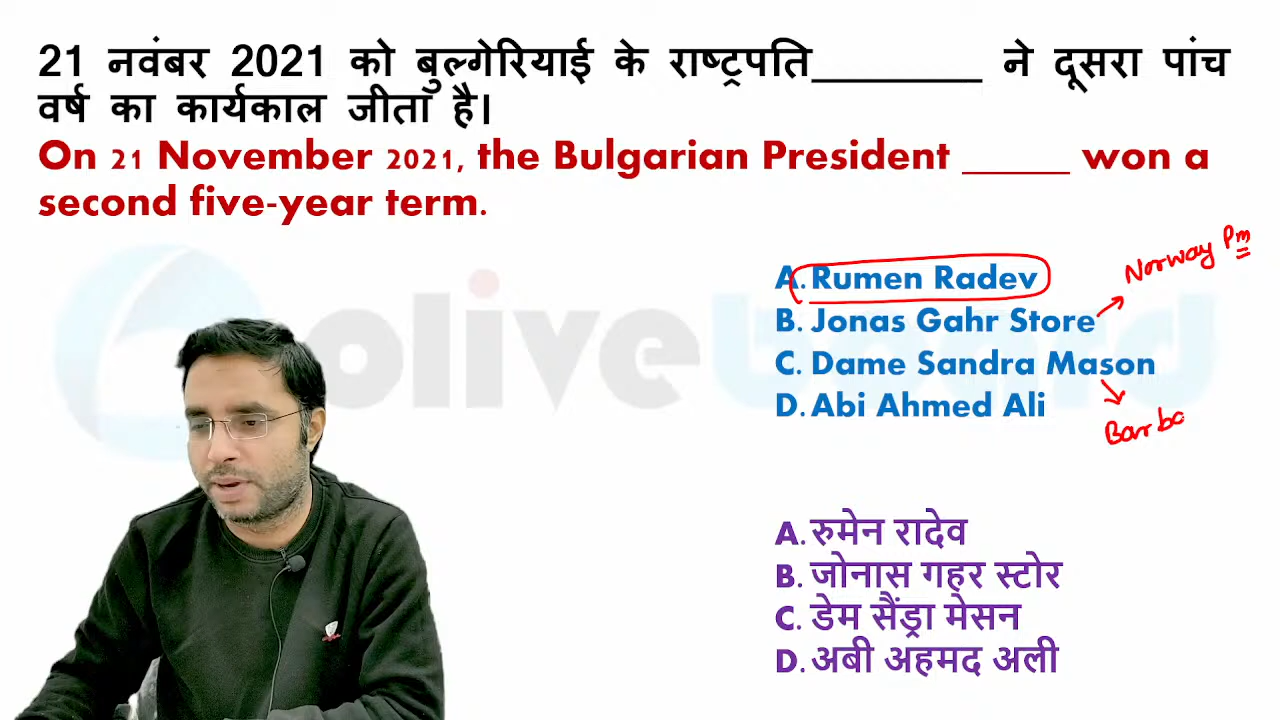 21 नवंबर 2021 को बुल्गेरियाई के राष्ट्रपति________ ने दूसरा पांच
वर्ष का कार्यकाल जीता है।
On 21 November 2021, the Bulgarian President _____ won a
second five-year term.
A. Rumen Radev
Norway Pm
B. Jonas Gahr Store
C. Dame Sandra Mason
D. Abi Ahmed Ali
Barba
oliveboard
A. रुमेन रादेव
B. जोनास गहर स्टोर
C. डेम सैंड्रा मेसन
D. अबी अहमद अली